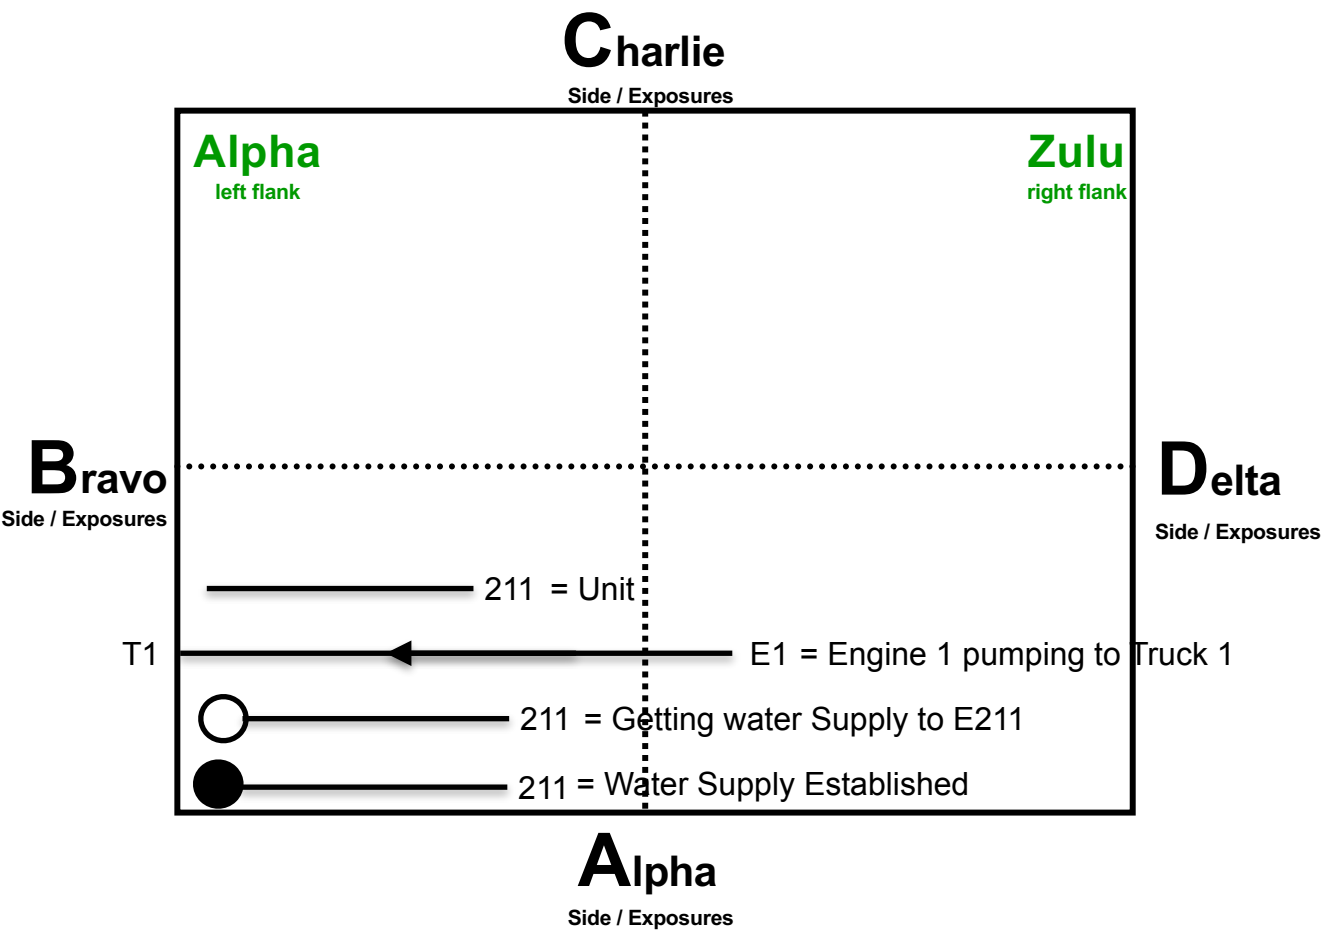 Charlie
Side / Exposures
Alpha
left flank
Zulu
right flank
Bravo
Side / Exposures
Delta
Side / Exposures
211 = Unit
T1
E1 = Engine 1 pumping to Truck 1
211 = Getting water Supply to E211
211 = Water Supply Established
Alpha
Side / Exposures